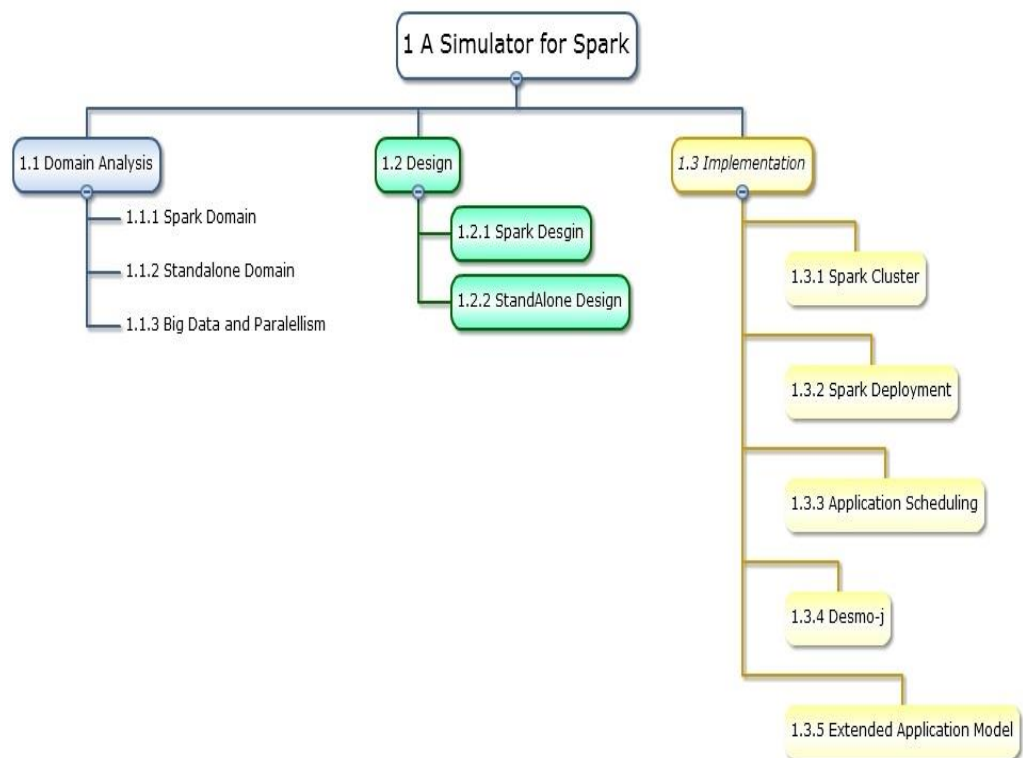 1 A Simulator for Spark
1.1 Domain Analysis
1.1.1 Spark Domain
1.1.2 Standalone Domain
1.1.3 Big Data and Paralellism
1.2 Design
1.2.1 Spark Desgin
1.2.2 StandAlone Design
1.3 Implementation
1.3.1 Spark Cluster
1.3.2 Spark Deployment
1.3.3 Application Scheduling
1.3.4 Desmo-j
1.3.5 Extended Application Model